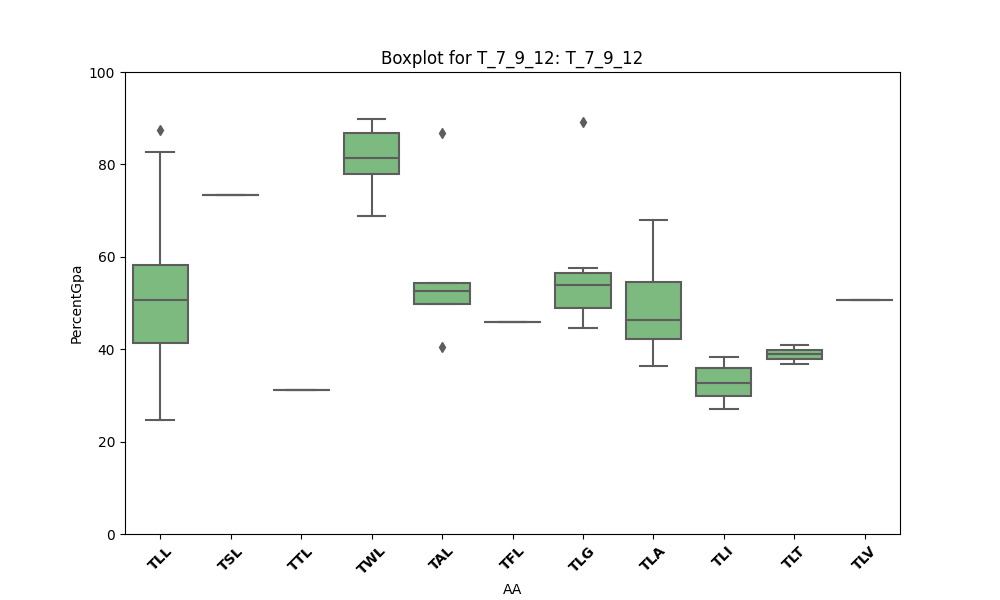 Boxplot for T_7_9_12: T_7_9_12
100
80
60
40
20
0
PercentGpa
TLL TSL TTL TWL TAL TFL TLG TLA TLI TLT TLV
AA